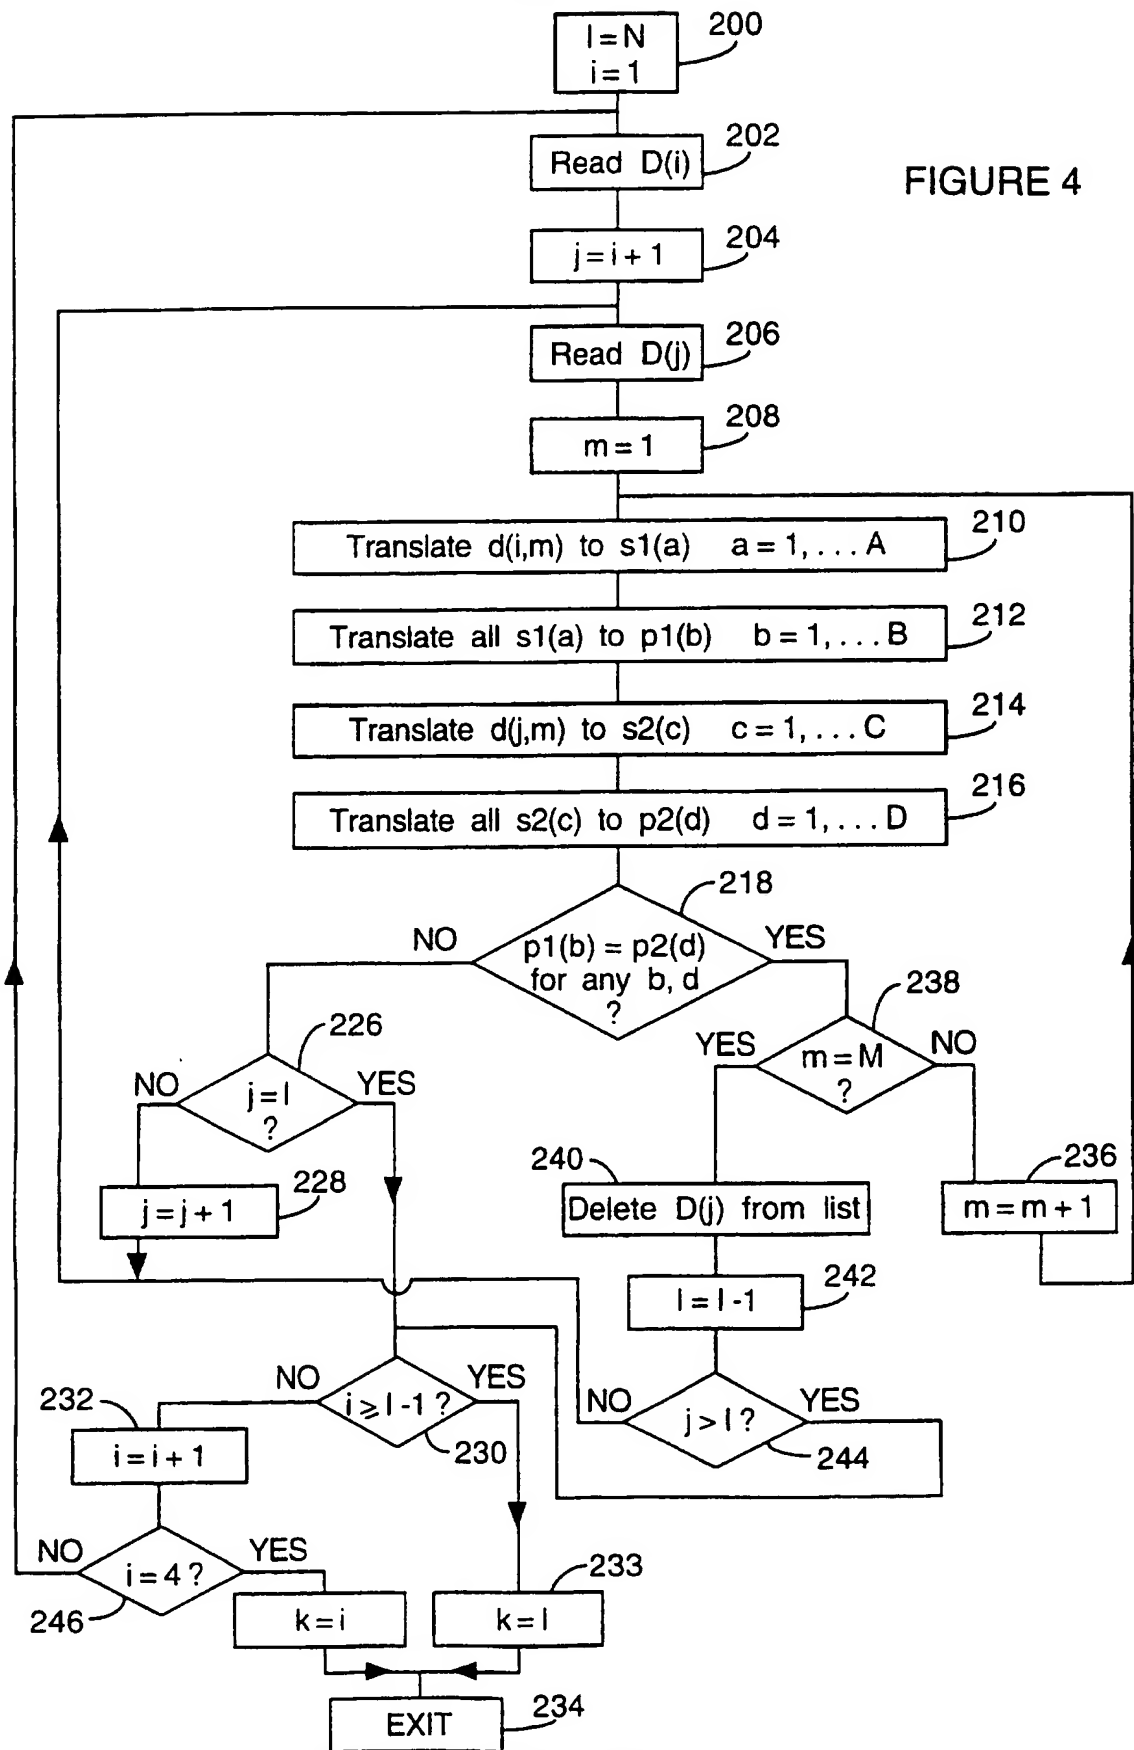 l = N
i = 1
200
Read D(i)
202
FIGURE 4
j = i + 1
204
Read D(j)
206
m = 1
208
Translate d(i,m) to s1(a) a = 1, . . . A
210
Translate all s1(a) to p1(b) b = 1, . . . B
212
Translate d(j,m) to s2(c) c = 1, . . . C
214
Translate all s2(c) to p2(d) d = 1, . . . D
216
218
NO
p1(b) = p2(d)
for any b, d
?
YES
238
YES
m = M
?
NO
226
NO
j = l
?
YES
240
Delete D(j) from list
236
m = m + 1
228
j = j + 1
242
l = l - 1
NO
i ⩾ l - 1 ?
YES
230
NO
j > l ?
YES
244
232
i = i + 1
NO
i = 4 ?
YES
246
233
k = i
k = l
EXIT
234